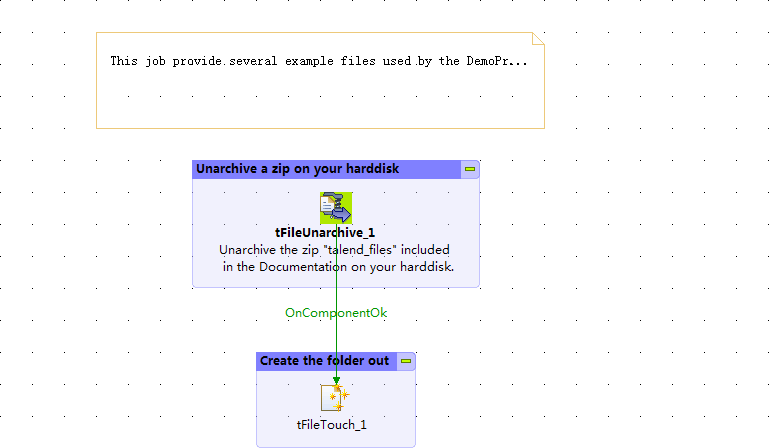 This job provide several example files used by the DemoPr...
Unarchive a zip on your harddisk
tFileUnarchive_1
Unarchive the zip "talend_files" included
in the Documentation on your harddisk.
OnComponentOk
Create the folder out
tFileTouch_1